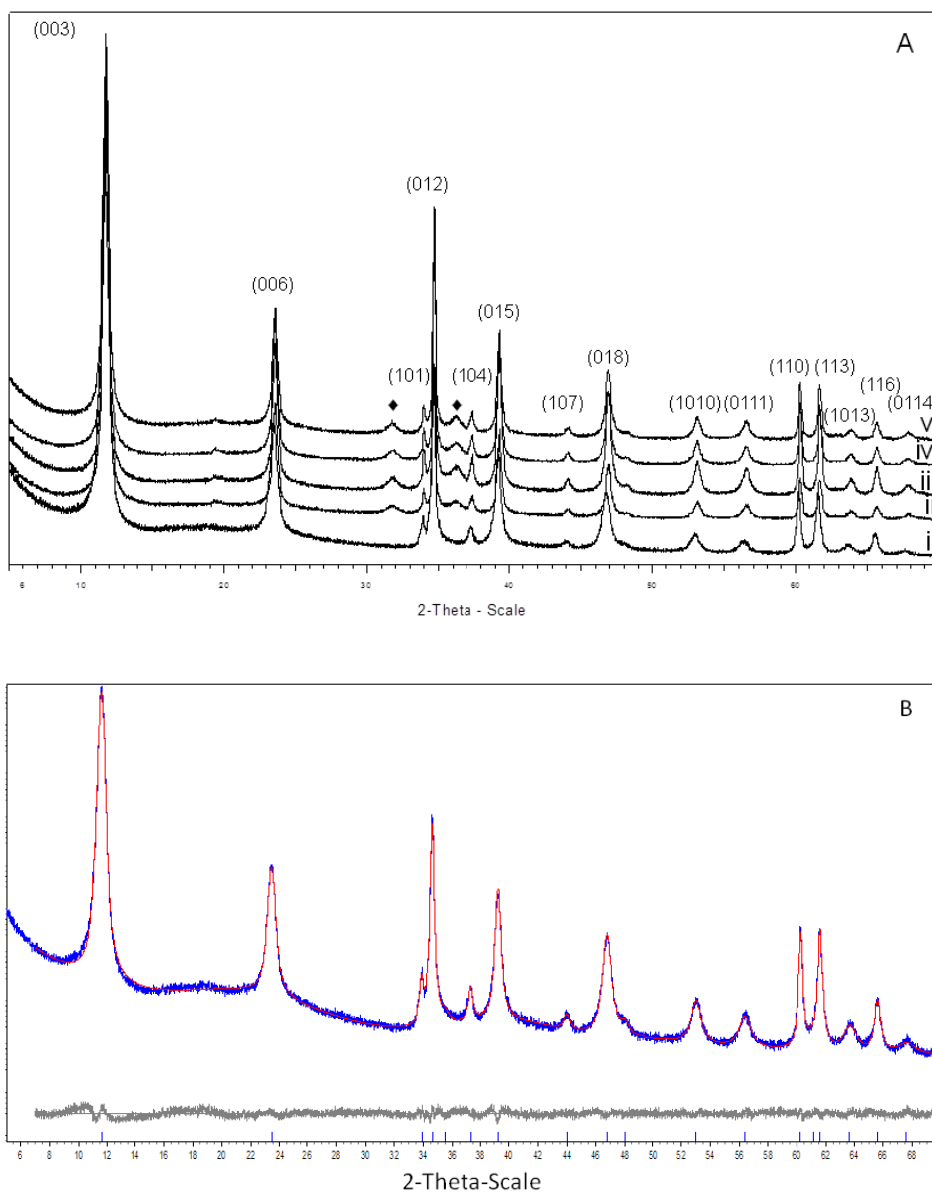 (003)
A
(012)
(006)
(015)
(018)
(101)
(104)
(110)
(113)
(107)
(116)
(1010)
(0111)
(1013)
(0114)
V
IV
ii
i
i
6 10 20 30 40 50 60
2-Theta - Scale
B
6 8 10 12 14 16 18 20 22 24 26 28 30 32 34 36 38 40 42 44 46 48 50 52 54 56 58 60 62 64 66 68
2-Theta-Scale